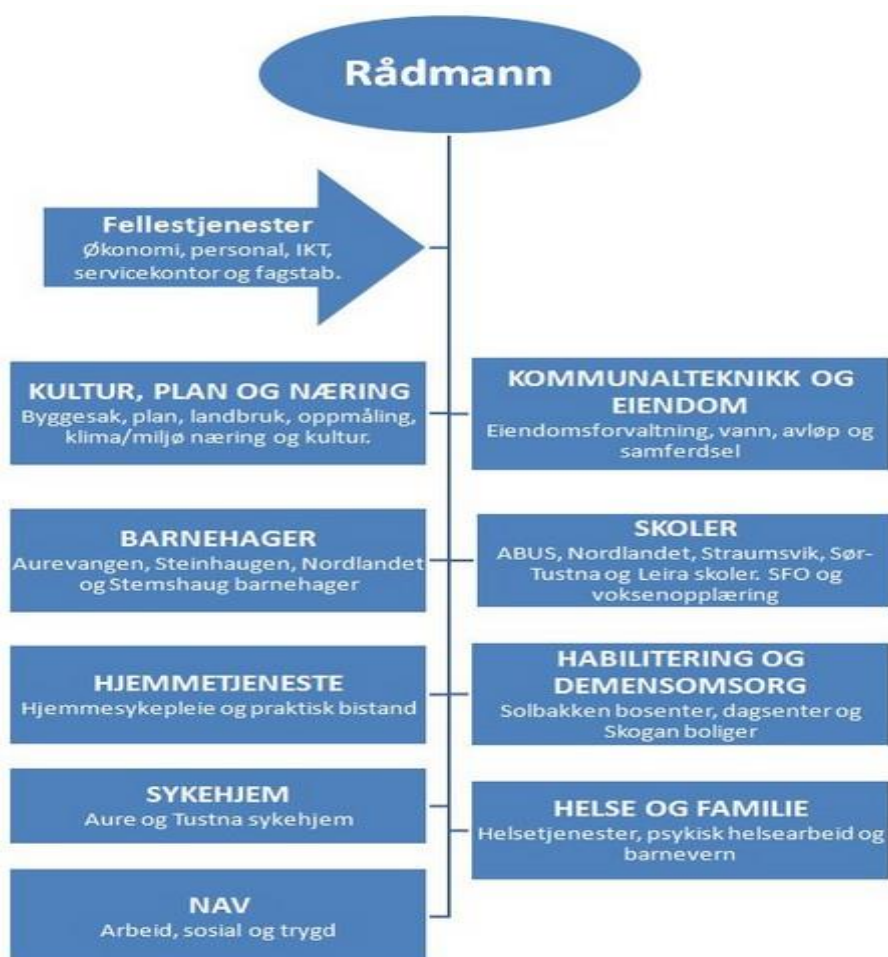 Rådmann
Fellestjenester
Økonomi, personal, IKT,
servicekontor og fagstab.
KULTUR, PLAN OG NÆRING
Byggesak, plan, landbruk, oppmåling,
klima/miljø næring og kultur.
KOMMUNALTEKNIKK OG
EIENDOM
Eiendomsforvaltning, vann, avløp og
samferdsel
BARNEHAGER
Aurevangen, Steinhaugen, Nordlandet
og Stemshaug barnehager
SKOLER
ABUS, Nordlandet, Straumsvik, Sør-
Tustna og Leira skoler. SFO og
voksenopplæring
HJEMMETJENESTE
Hjemmesykepleie og praktisk bistand
HABILITERING OG
DEMENSOMSORG
Solbakken bosenter, dagsenter og
Skogan boliger
SYKEHJEM
Aure og Tustna sykehjem
HELSE OG FAMILIE
Helsetjenester, psykisk helsearbeid og
barnevern
NAV
Arbeid, sosial og trygd